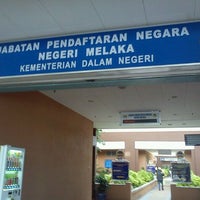 JABATAN PENDAFTARAN NEGARA
NEGERI MELAKA
KEMENTERIAN DALAM NEGERI